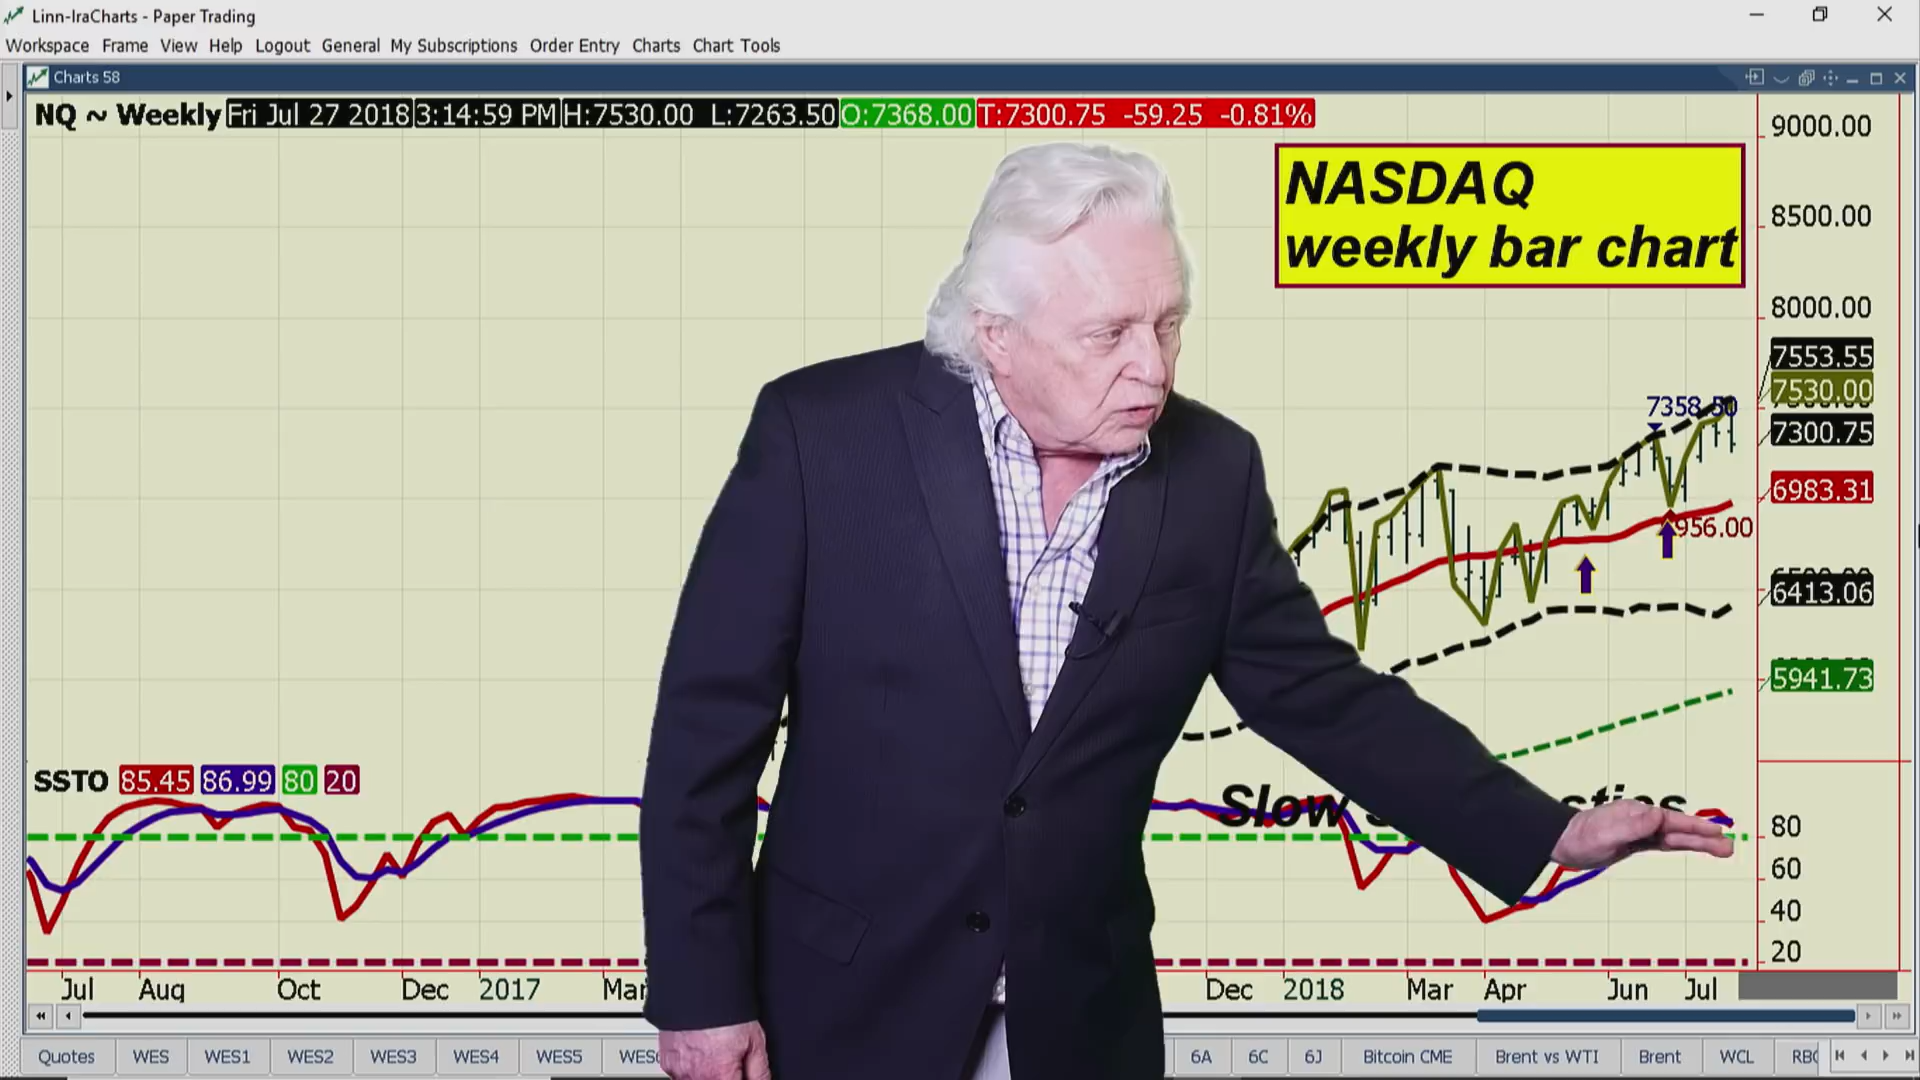 Linn-IraCharts - Paper Trading
Workspace Frame View Help Logout General My Subscriptions Order Entry Charts Chart Tools
Charts 58
NQ ~ Weekly Fri Jul 27 2018 3:14:59 PM H:7530.00 L:7263.50 O:7368.00 T:7300.75 -59.25 -0.81%
NASDAQ
weekly bar chart
9000.00
8500.00
8000.00
7553.55
7530.00
7358.50
7300.75
6983.31
956.00
6413.06
5941.73
SSTO 85.45 86.99 80 20
Slow
80
60
40
20
Jul Aug Oct Dec 2017 Mar Dec 2018 Mar Apr Jun Jul
Quotes WES WES1 WES2 WES3 WES4 WES5 WES 6A 6C 6J Bitcoin CME Brent vs WTI Brent WCL